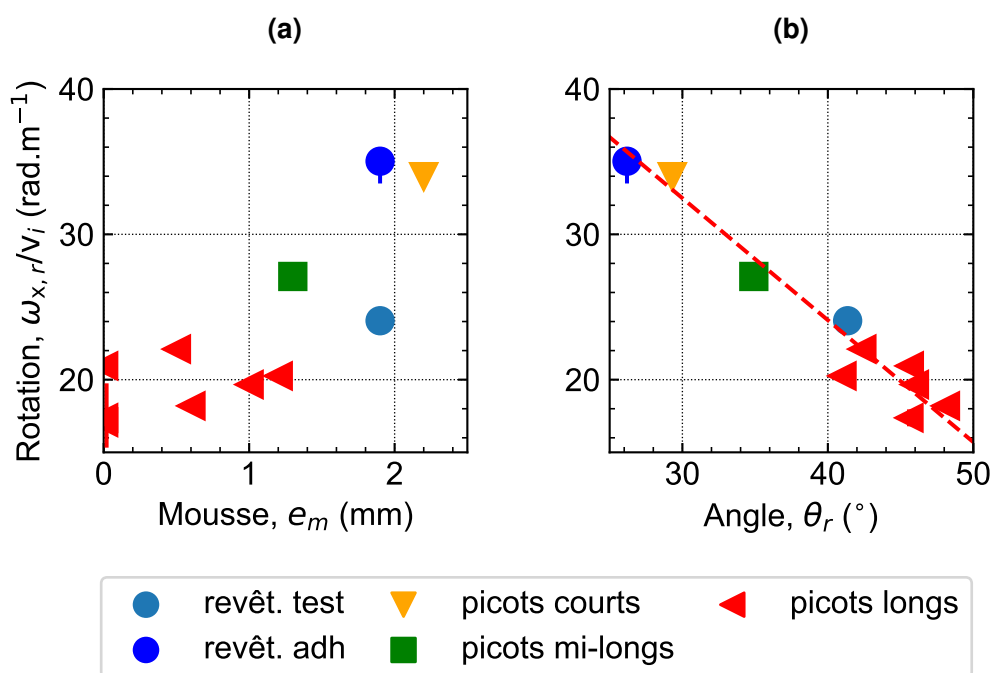 (a) (b)
40 40
30 30
20 20
0 1 2 30 40 50
Rotation, ω_{x,r}/v_i (rad.m^{−1})
Mousse, e_m (mm) Angle, θ_r (°)
revêt. test picots courts picots longs
revêt. adh picots mi-longs